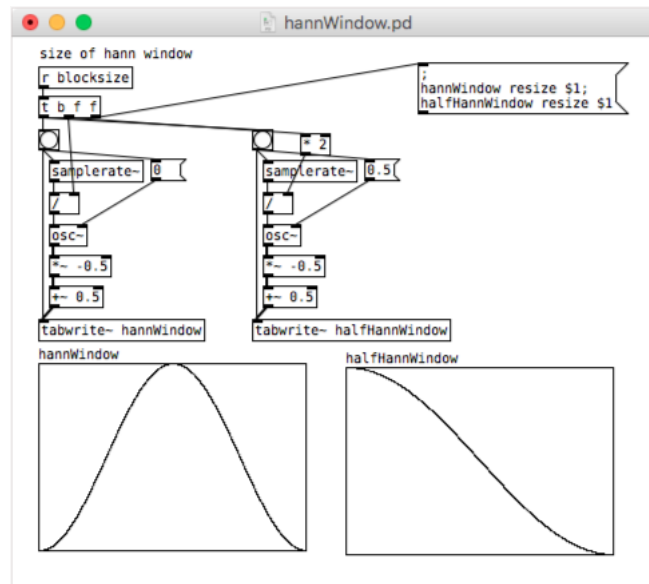 hannWindow.pd
size of hann window
r blocksize
t b f f
;
hannWindow resize $1;
halfHannWindow resize $1
* 2
samplerate~
0
samplerate~
0.5
/
/
osc~
osc~
*~ -0.5
*~ -0.5
+~ 0.5
+~ 0.5
tabwrite~ hannWindow
tabwrite~ halfHannWindow
hannWindow
halfHannWindow